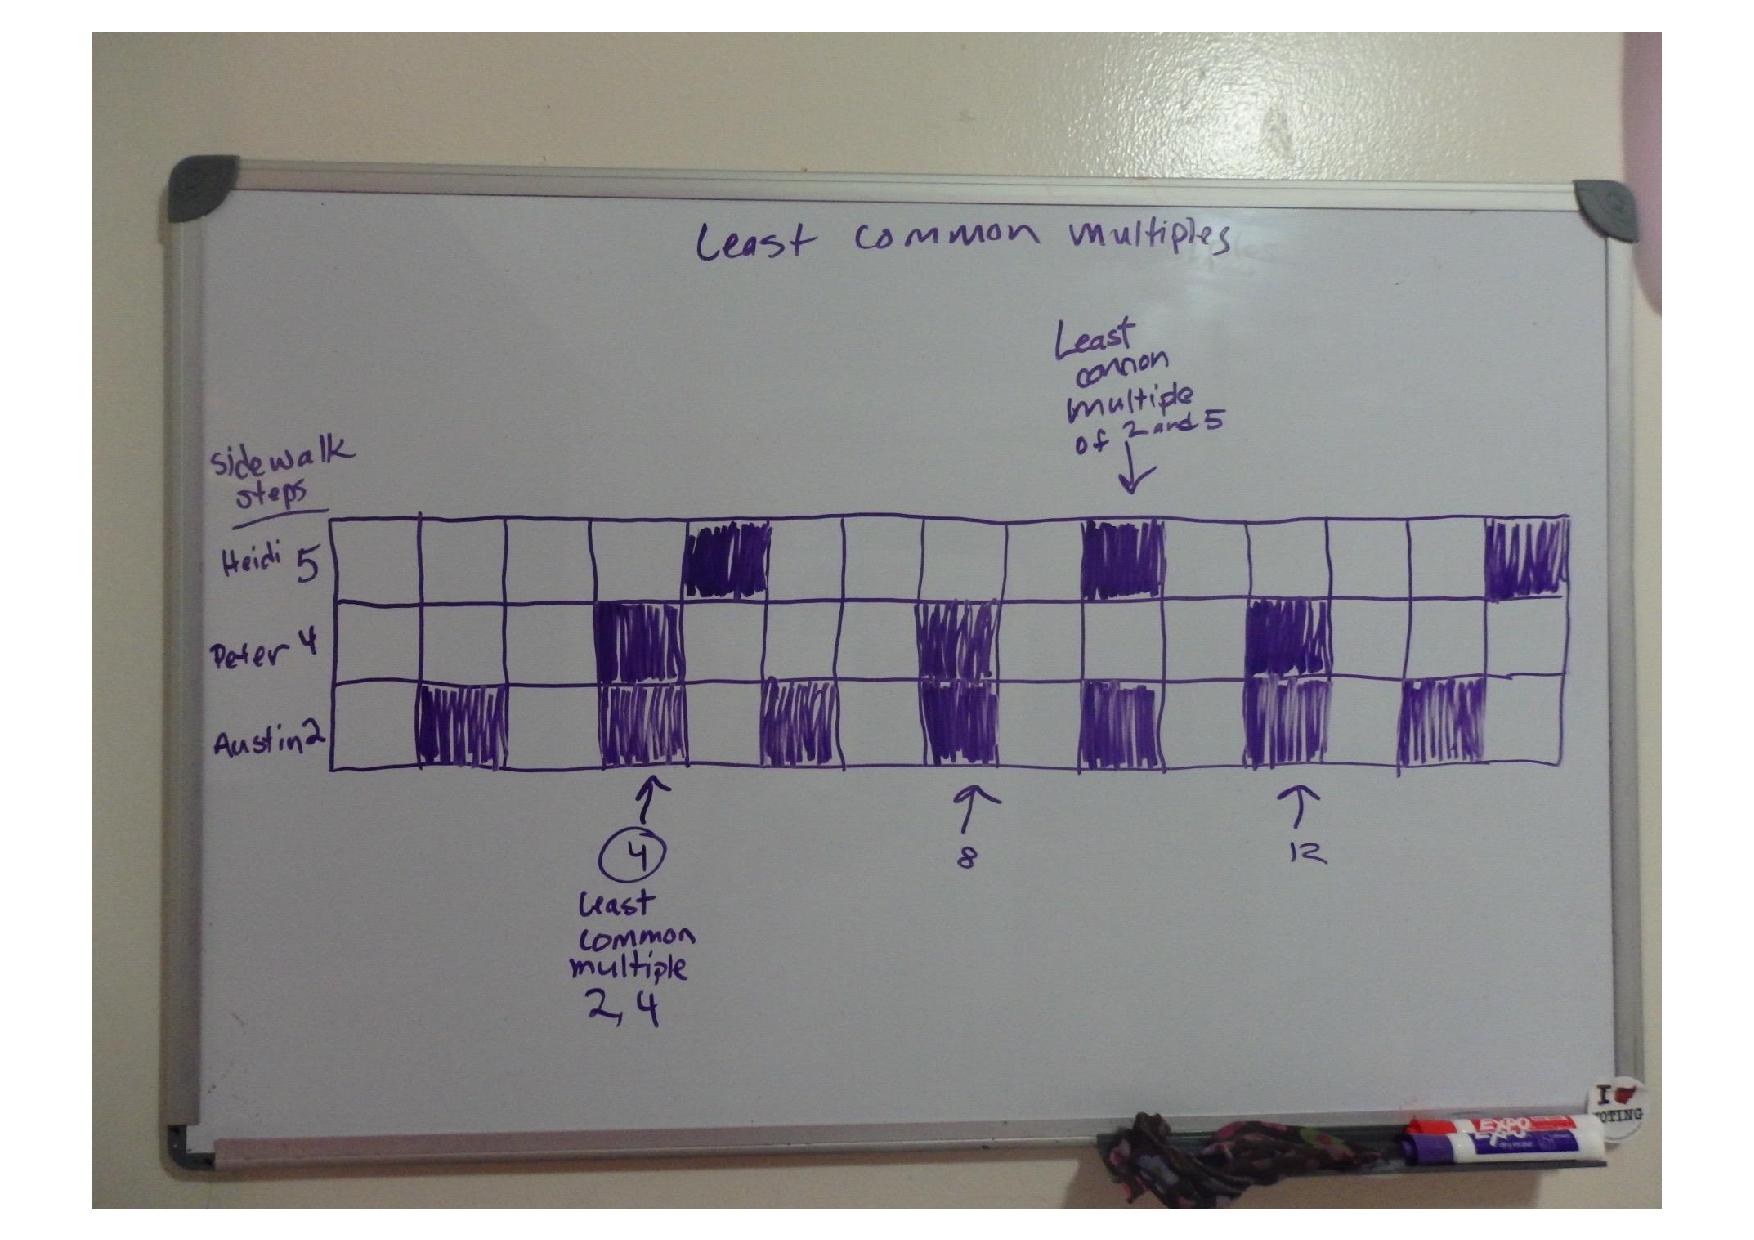 Least common multiples
Least
common
multiple
of 2 and 5
sidewalk
steps
Heidi 5
Peter 4
Austin 2
4
8
12
Least
common
multiple
2, 4
I
VOTING
EXPO
EXPO